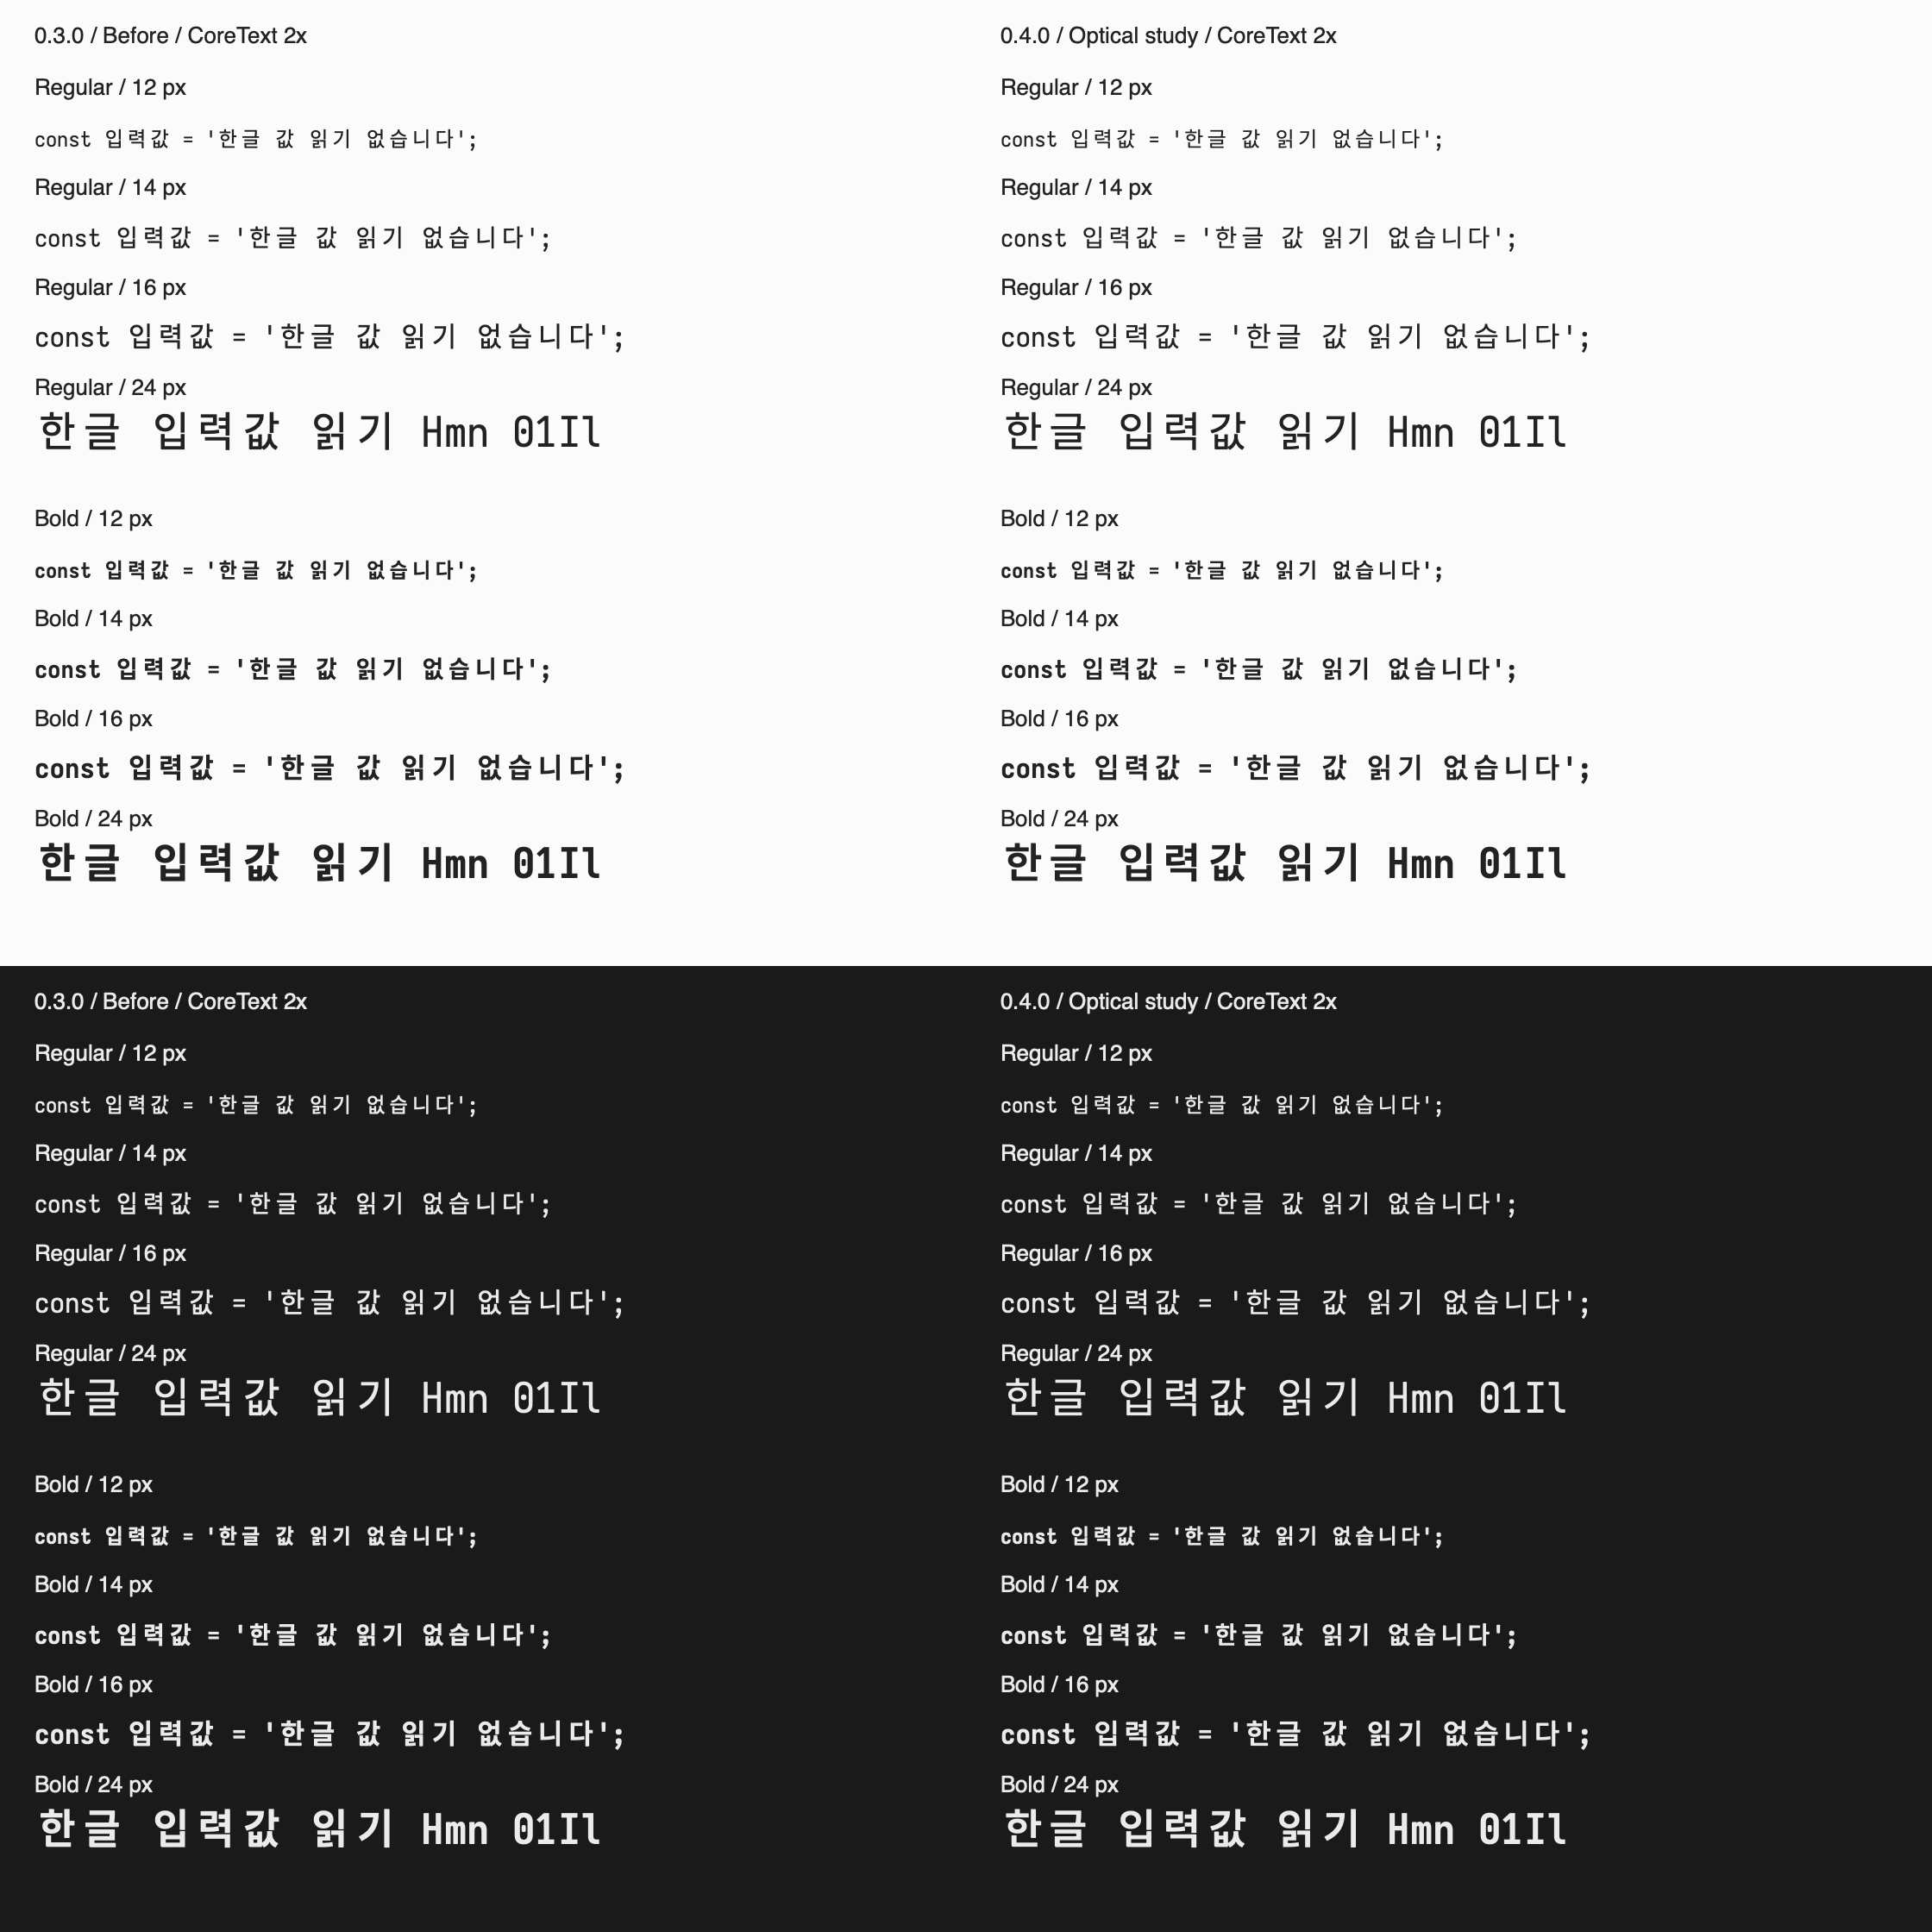 0.3.0 / Before / CoreText 2x
Regular / 12 px
const 입력값 = '한글 값 읽기 없습니다';
Regular / 14 px
const 입력값 = '한글 값 읽기 없습니다';
Regular / 16 px
const 입력값 = '한글 값 읽기 없습니다';
Regular / 24 px
한글 입력값 읽기 Hmn 01Il
Bold / 12 px
const 입력값 = '한글 값 읽기 없습니다';
Bold / 14 px
const 입력값 = '한글 값 읽기 없습니다';
Bold / 16 px
const 입력값 = '한글 값 읽기 없습니다';
Bold / 24 px
한글 입력값 읽기 Hmn 01Il
0.4.0 / Optical study / CoreText 2x
Regular / 12 px
const 입력값 = '한글 값 읽기 없습니다';
Regular / 14 px
const 입력값 = '한글 값 읽기 없습니다';
Regular / 16 px
const 입력값 = '한글 값 읽기 없습니다';
Regular / 24 px
한글 입력값 읽기 Hmn 01Il
Bold / 12 px
const 입력값 = '한글 값 읽기 없습니다';
Bold / 14 px
const 입력값 = '한글 값 읽기 없습니다';
Bold / 16 px
const 입력값 = '한글 값 읽기 없습니다';
Bold / 24 px
한글 입력값 읽기 Hmn 01Il
0.3.0 / Before / CoreText 2x
Regular / 12 px
const 입력값 = '한글 값 읽기 없습니다';
Regular / 14 px
const 입력값 = '한글 값 읽기 없습니다';
Regular / 16 px
const 입력값 = '한글 값 읽기 없습니다';
Regular / 24 px
한글 입력값 읽기 Hmn 01Il
Bold / 12 px
const 입력값 = '한글 값 읽기 없습니다';
Bold / 14 px
const 입력값 = '한글 값 읽기 없습니다';
Bold / 16 px
const 입력값 = '한글 값 읽기 없습니다';
Bold / 24 px
한글 입력값 읽기 Hmn 01Il
0.4.0 / Optical study / CoreText 2x
Regular / 12 px
const 입력값 = '한글 값 읽기 없습니다';
Regular / 14 px
const 입력값 = '한글 값 읽기 없습니다';
Regular / 16 px
const 입력값 = '한글 값 읽기 없습니다';
Regular / 24 px
한글 입력값 읽기 Hmn 01Il
Bold / 12 px
const 입력값 = '한글 값 읽기 없습니다';
Bold / 14 px
const 입력값 = '한글 값 읽기 없습니다';
Bold / 16 px
const 입력값 = '한글 값 읽기 없습니다';
Bold / 24 px
한글 입력값 읽기 Hmn 01Il